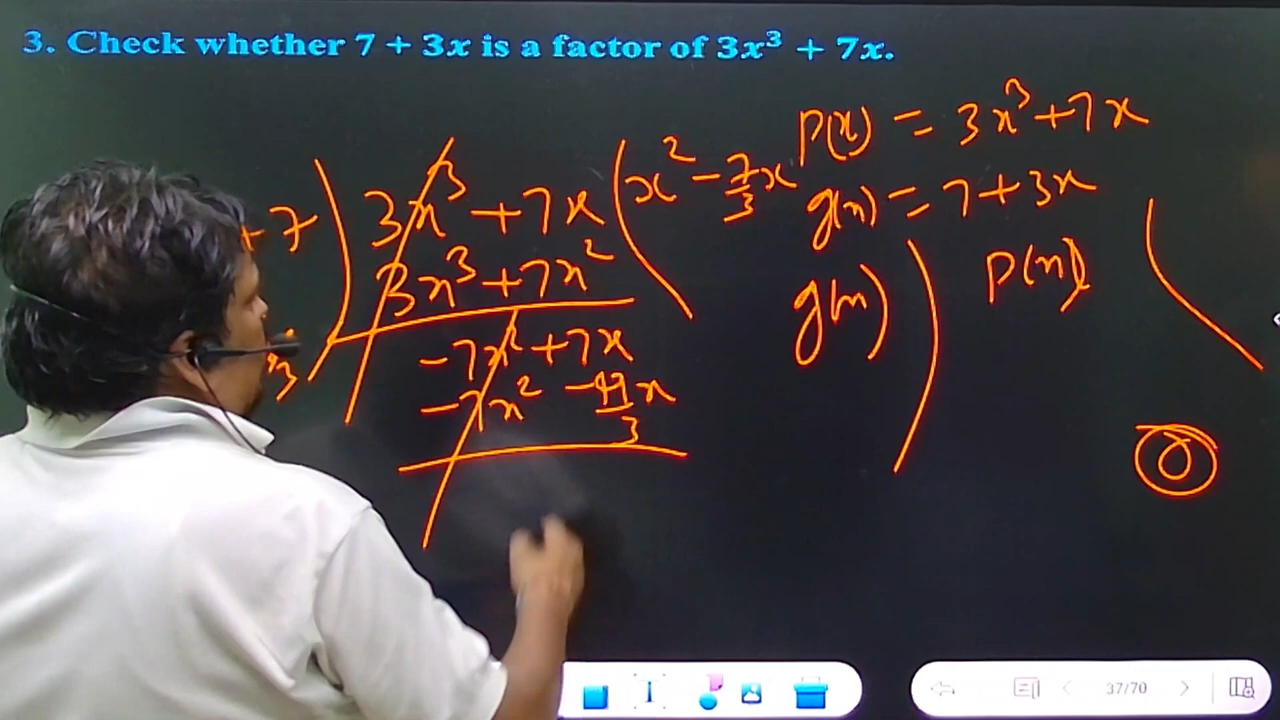 3. Check whether 7 + 3x is a factor of 3x³ + 7x.
P(x) = 3x³ + 7x
g(x) = 7 + 3x
g(x) ) P(x) (
0
+ 7 ) 3x³ + 7x ( x² - 7/3 x
3x³ + 7x²
-7x² + 7x
-7x² - 49/3 x
37/70